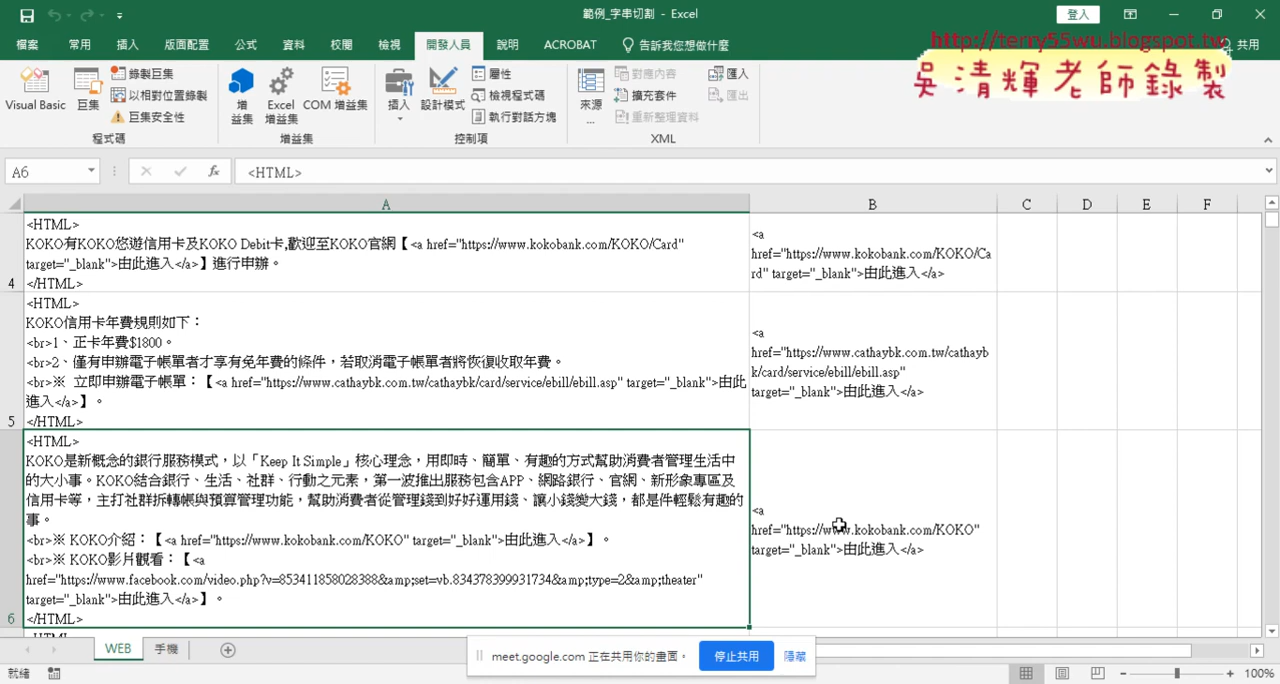 範例_字串切割 - Excel
登入
檔案 常用 插入 版面配置 公式 資料 校閱 檢視 開發人員 說明 ACROBAT 告訴我您想做什麼 共用
http://terry55wu.blogspot.tw
吳清輝老師錄製
Visual Basic
巨集
錄製巨集
以相對位置錄製
巨集安全性
程式碼
增益集
Excel 增益集
COM 增益集
增益集
插入
設計模式
屬性
檢視程式碼
執行對話方塊
控制項
來源...
對應內容
擴充套件
重新整理資料
匯入
匯出
XML
A6
fx
<HTML>
A B C D E F
4
<HTML>
KOKO有KOKO悠遊信用卡及KOKO Debit卡,歡迎至KOKO官網【<a href="https://www.kokobank.com/KOKO/Card"
target="_blank">由此進入</a>】進行申辦。
</HTML>
<a
href="https://www.kokobank.com/KOKO/Ca
rd" target="_blank">由此進入</a>
5
<HTML>
KOKO信用卡年費規則如下：
<br>1、正卡年費$1800。
<br>2、僅有申辦電子帳單者才享有免年費的條件，若取消電子帳單者將恢復收取年費。
<br>※ 立即申辦電子帳單：【<a href="https://www.cathaybk.com.tw/cathaybk/card/service/ebill/ebill.asp" target="_blank">由此
進入</a>】。
</HTML>
<a
href="https://www.cathaybk.com.tw/cathayb
k/card/service/ebill/ebill.asp"
target="_blank">由此進入</a>
6
<HTML>
KOKO是新概念的銀行服務模式，以「Keep It Simple」核心理念，用即時、簡單、有趣的方式幫助消費者管理生活中
的大小事。KOKO結合銀行、生活、社群、行動之元素，第一波推出服務包含APP、網路銀行、官網、新形象專區及
信用卡等，主打社群拆轉帳與預算管理功能，幫助消費者從管理錢到好好運用錢、讓小錢變大錢，都是件輕鬆有趣的
事。
<br>※ KOKO介紹：【<a href="https://www.kokobank.com/KOKO" target="_blank">由此進入</a>】。
<br>※ KOKO影片觀看：【<a
href="https://www.facebook.com/video.php?v=853411858028388&amp;set=vb.834378399931734&amp;type=2&amp;theater"
target="_blank">由此進入</a>】。
</HTML>
<a
href="https://www.kokobank.com/KOKO"
target="_blank">由此進入</a>
WEB 手機
meet.google.com 正在共用你的畫面。 停止共用 隱藏
就緒
100%